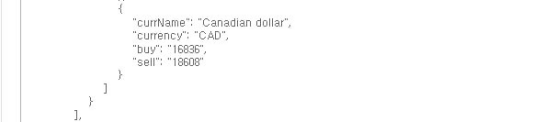 {
"currName": "Canadian dollar",
"currency": "CAD",
"buy": "16836",
"sell": "18608"
}
]
}
],